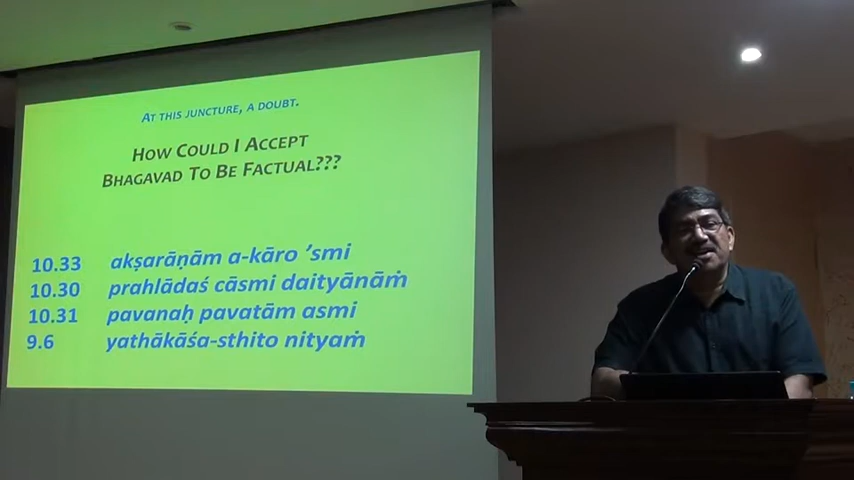 AT THIS JUNCTURE, A DOUBT.
HOW COULD I ACCEPT
BHAGAVAD TO BE FACTUAL???
10.33 akṣarāṇām a-kāro ’smi
10.30 prahlādaś cāsmi daityānāṁ
10.31 pavanaḥ pavatām asmi
9.6 yathākāśa-sthito nityaṁ